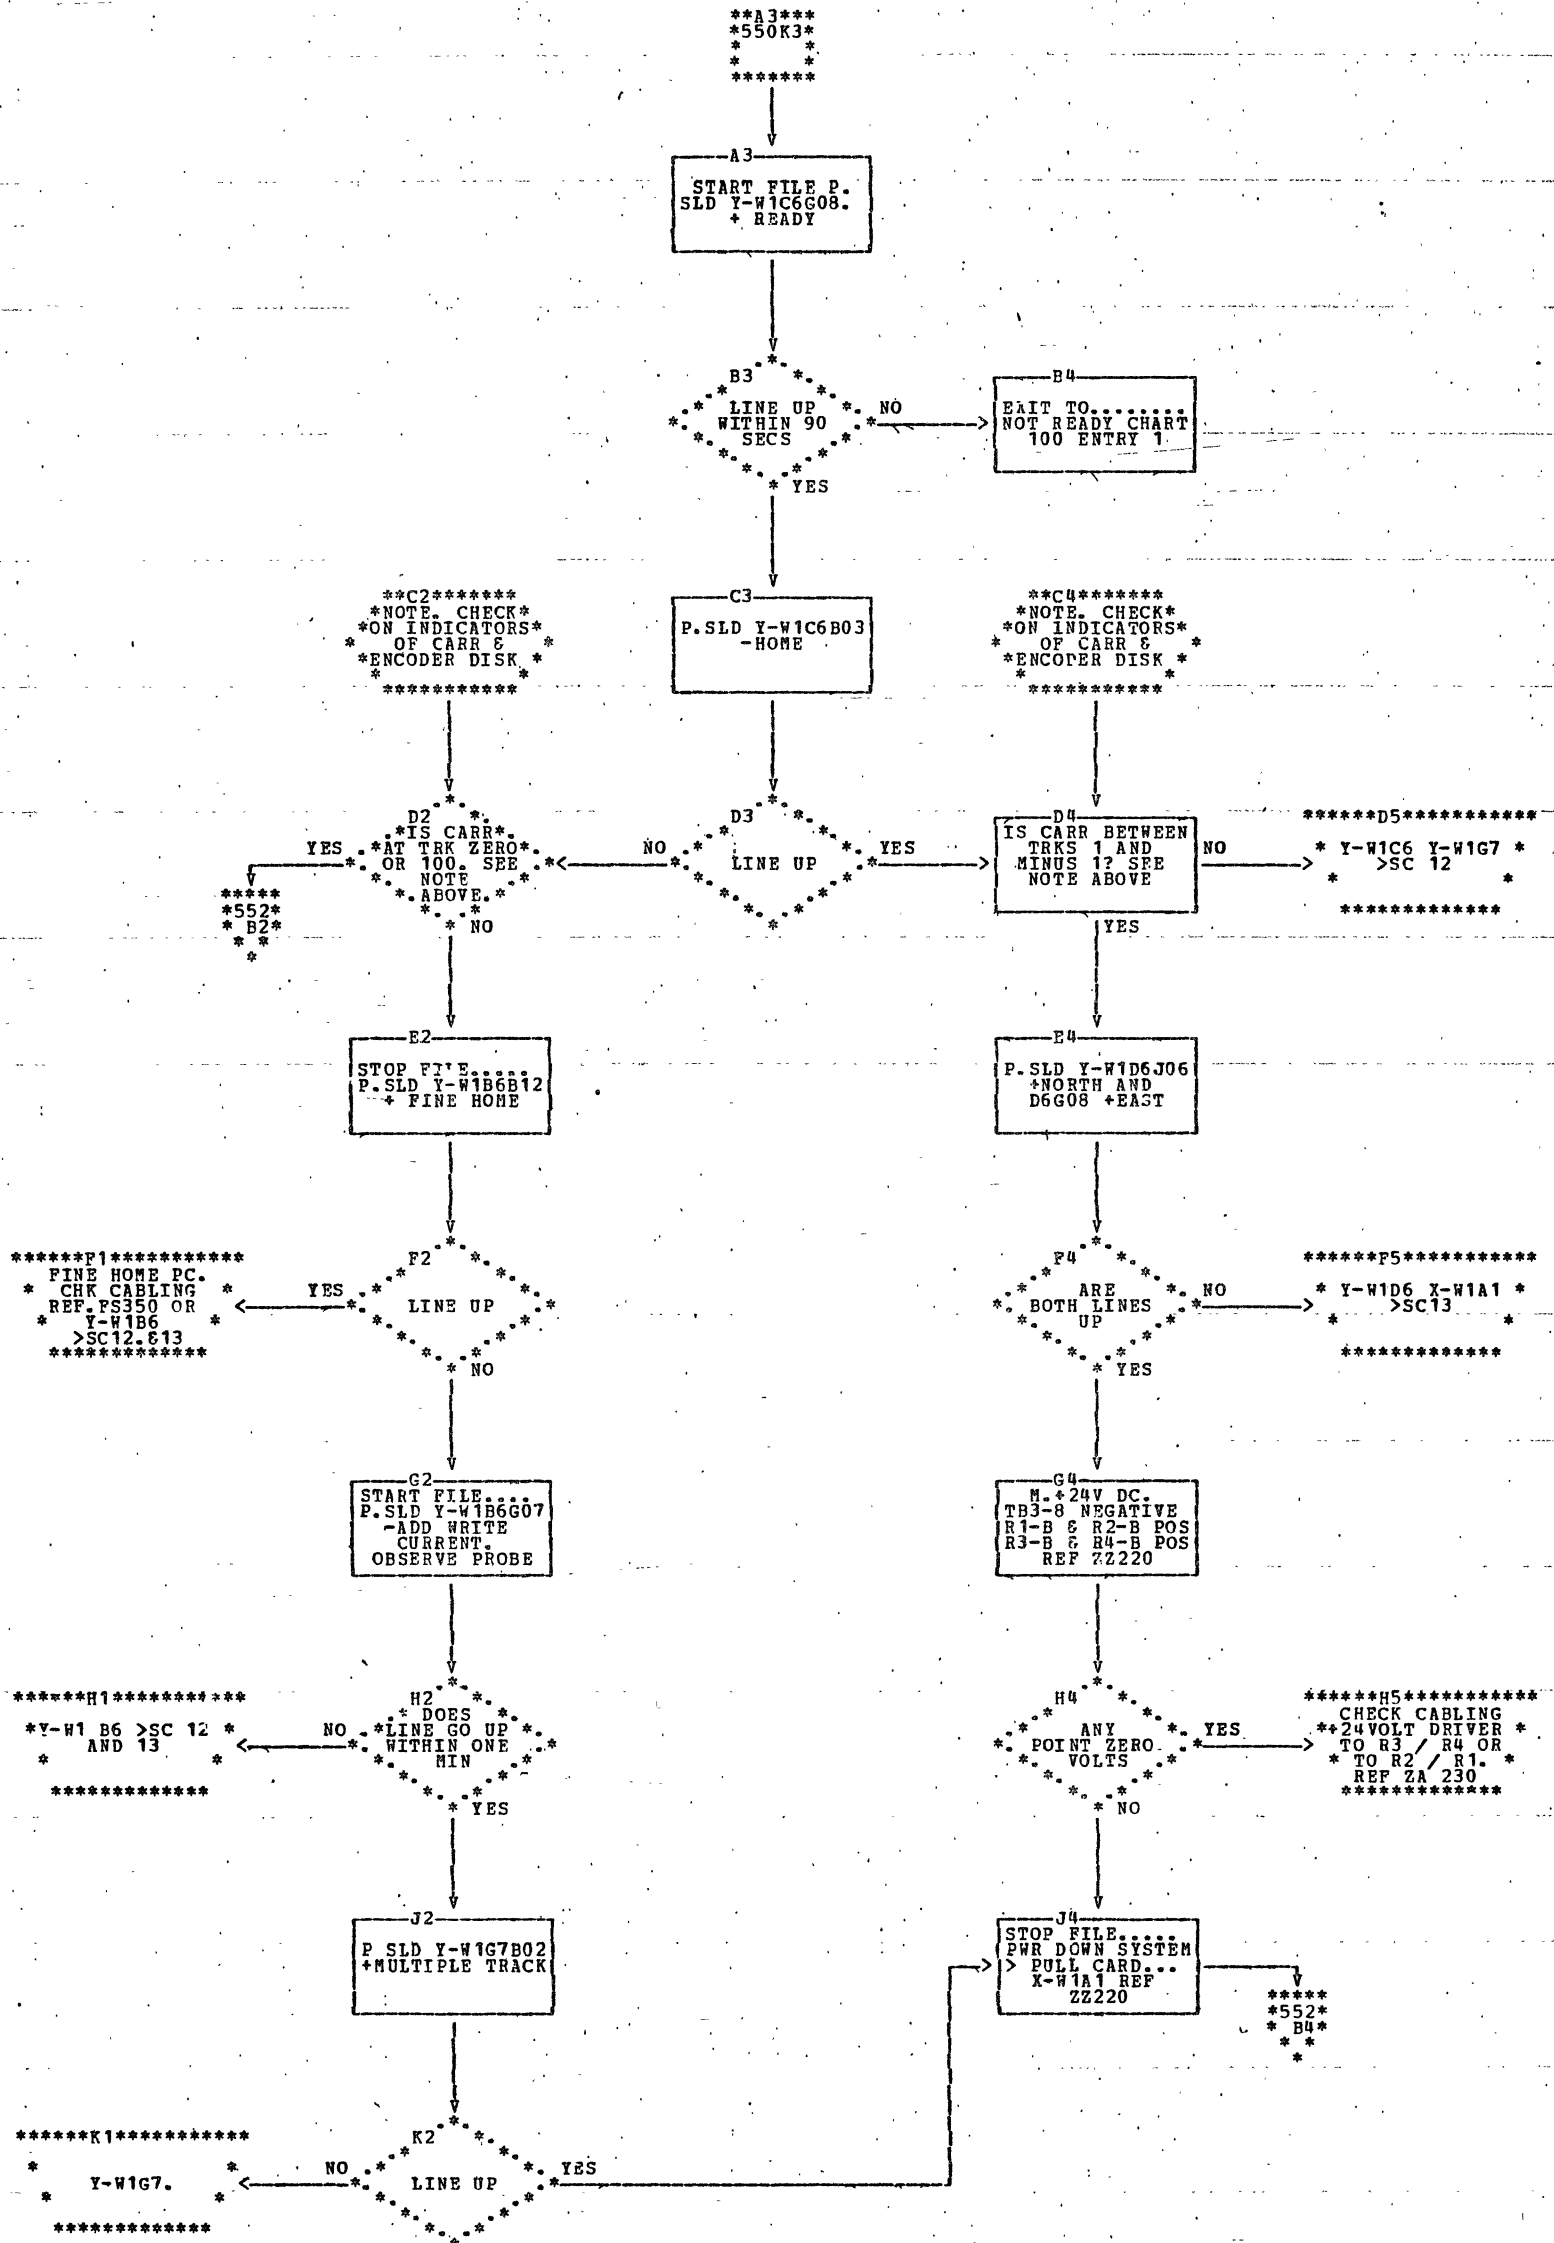 **A3***
*550K3*
* *
* *
*******
A3
START FILE P.
SLD Y-W1C6G08.
+ READY
B3
LINE UP
WITHIN 90
SECS
NO
YES
B4
EXIT TO........
NOT READY CHART
100 ENTRY 1
**C2*******
*NOTE. CHECK*
*ON INDICATORS*
* OF CARR & *
*ENCODER DISK *
* *
***********
C3
P.SLD Y-W1C6B03
-HOME
**C4*******
*NOTE. CHECK*
*ON INDICATORS*
* OF CARR & *
*ENCODER DISK *
* *
***********
D2
*IS CARR*
YES
*AT TRK ZERO*
OR 100. SEE
NOTE
ABOVE.
NO
*****
*552*
* B2*
* *
*
D3
NO
LINE UP
YES
D4
IS CARR BETWEEN
TRKS 1 AND
MINUS 1? SEE
NOTE ABOVE
NO
YES
******D5***********
* Y-W1C6 Y-W1G7 *
>SC 12
* *
*************
E2
STOP FILE.....
P.SLD Y-W1B6B12
+ FINE HOME
E4
P.SLD Y-W1D6J06
+NORTH AND
D6G08 +EAST
******F1***********
FINE HOME PC.
* CHK CABLING *
REF.FS350 OR
* Y-W1B6 *
>SC12.&13
*************
F2
YES
LINE UP
NO
F4
ARE
BOTH LINES
UP
NO
YES
******F5***********
* Y-W1D6 X-W1A1 *
>SC13
* *
*************
G2
START FILE....
P.SLD Y-W1B6G07
-ADD WRITE
CURRENT.
OBSERVE PROBE
G4
M.+24V DC.
TB3-8 NEGATIVE
R1-B & R2-B POS
R3-B & R4-B POS
REF ZZ220
******H1***********
*Y-W1 B6 >SC 12 *
AND 13
* *
*************
H2
DOES
NO
*LINE GO UP
WITHIN ONE
MIN
YES
H4
ANY
POINT ZERO
VOLTS
YES
NO
******H5***********
CHECK CABLING
*+24VOLT DRIVER *
TO R3 / R4 OR
* TO R2 / R1. *
REF ZA 230
*************
J2
P SLD Y-W1G7B02
+MULTIPLE TRACK
J4
STOP FILE.....
PWR DOWN SYSTEM
> PULL CARD...
X-W1A1 REF
ZZ220
*****
*552*
* B4*
* *
*
******K1***********
* *
Y-W1G7.
* *
*************
K2
NO
LINE UP
YES